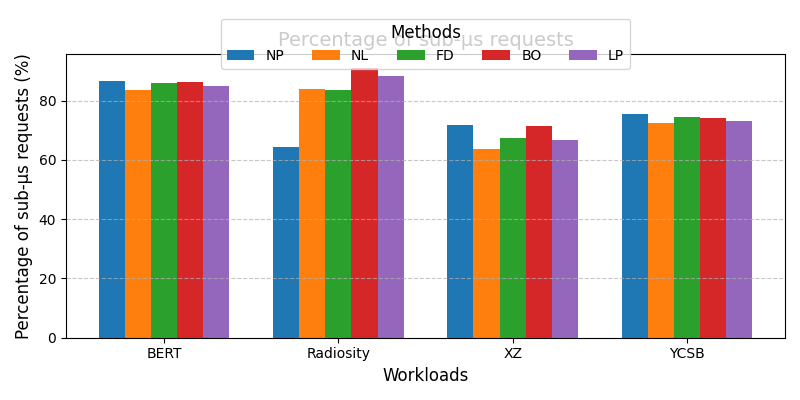 Percentage of sub-µs requests
Methods
NP NL FD BO LP
Percentage of sub-µs requests (%)
80
60
40
20
0
BERT Radiosity XZ YCSB
Workloads